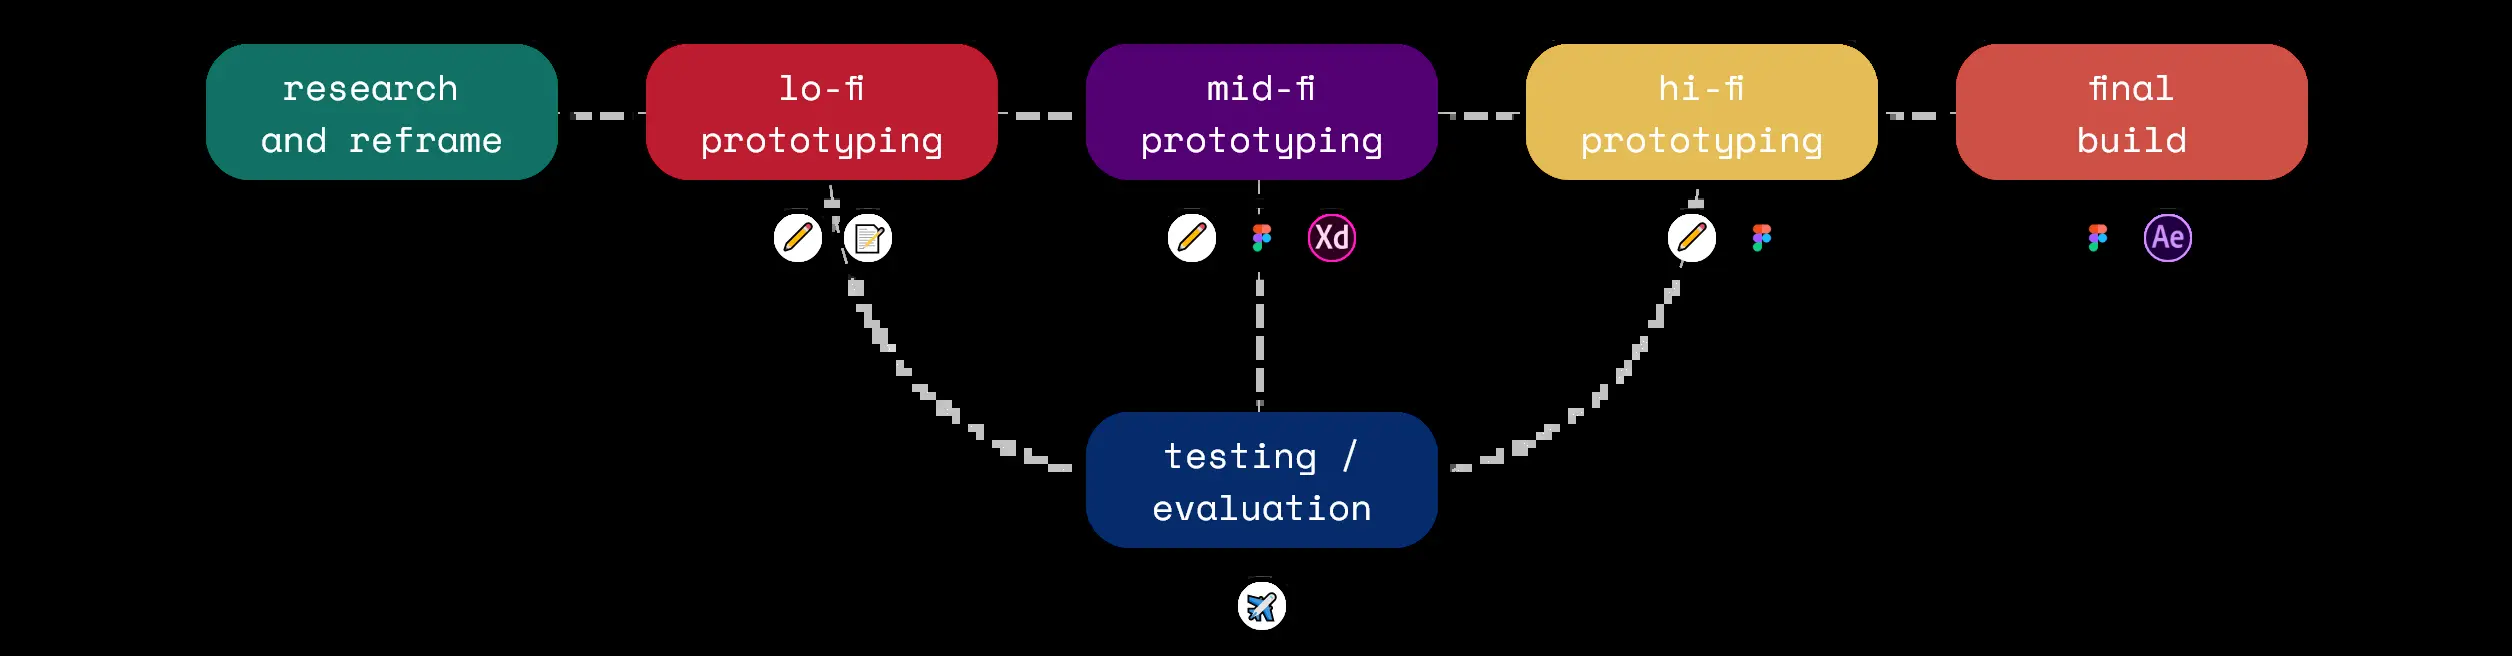 research
and reframe
lo-fi
prototyping
mid-fi
prototyping
hi-fi
prototyping
final
build
Xd
Ae
testing /
evaluation